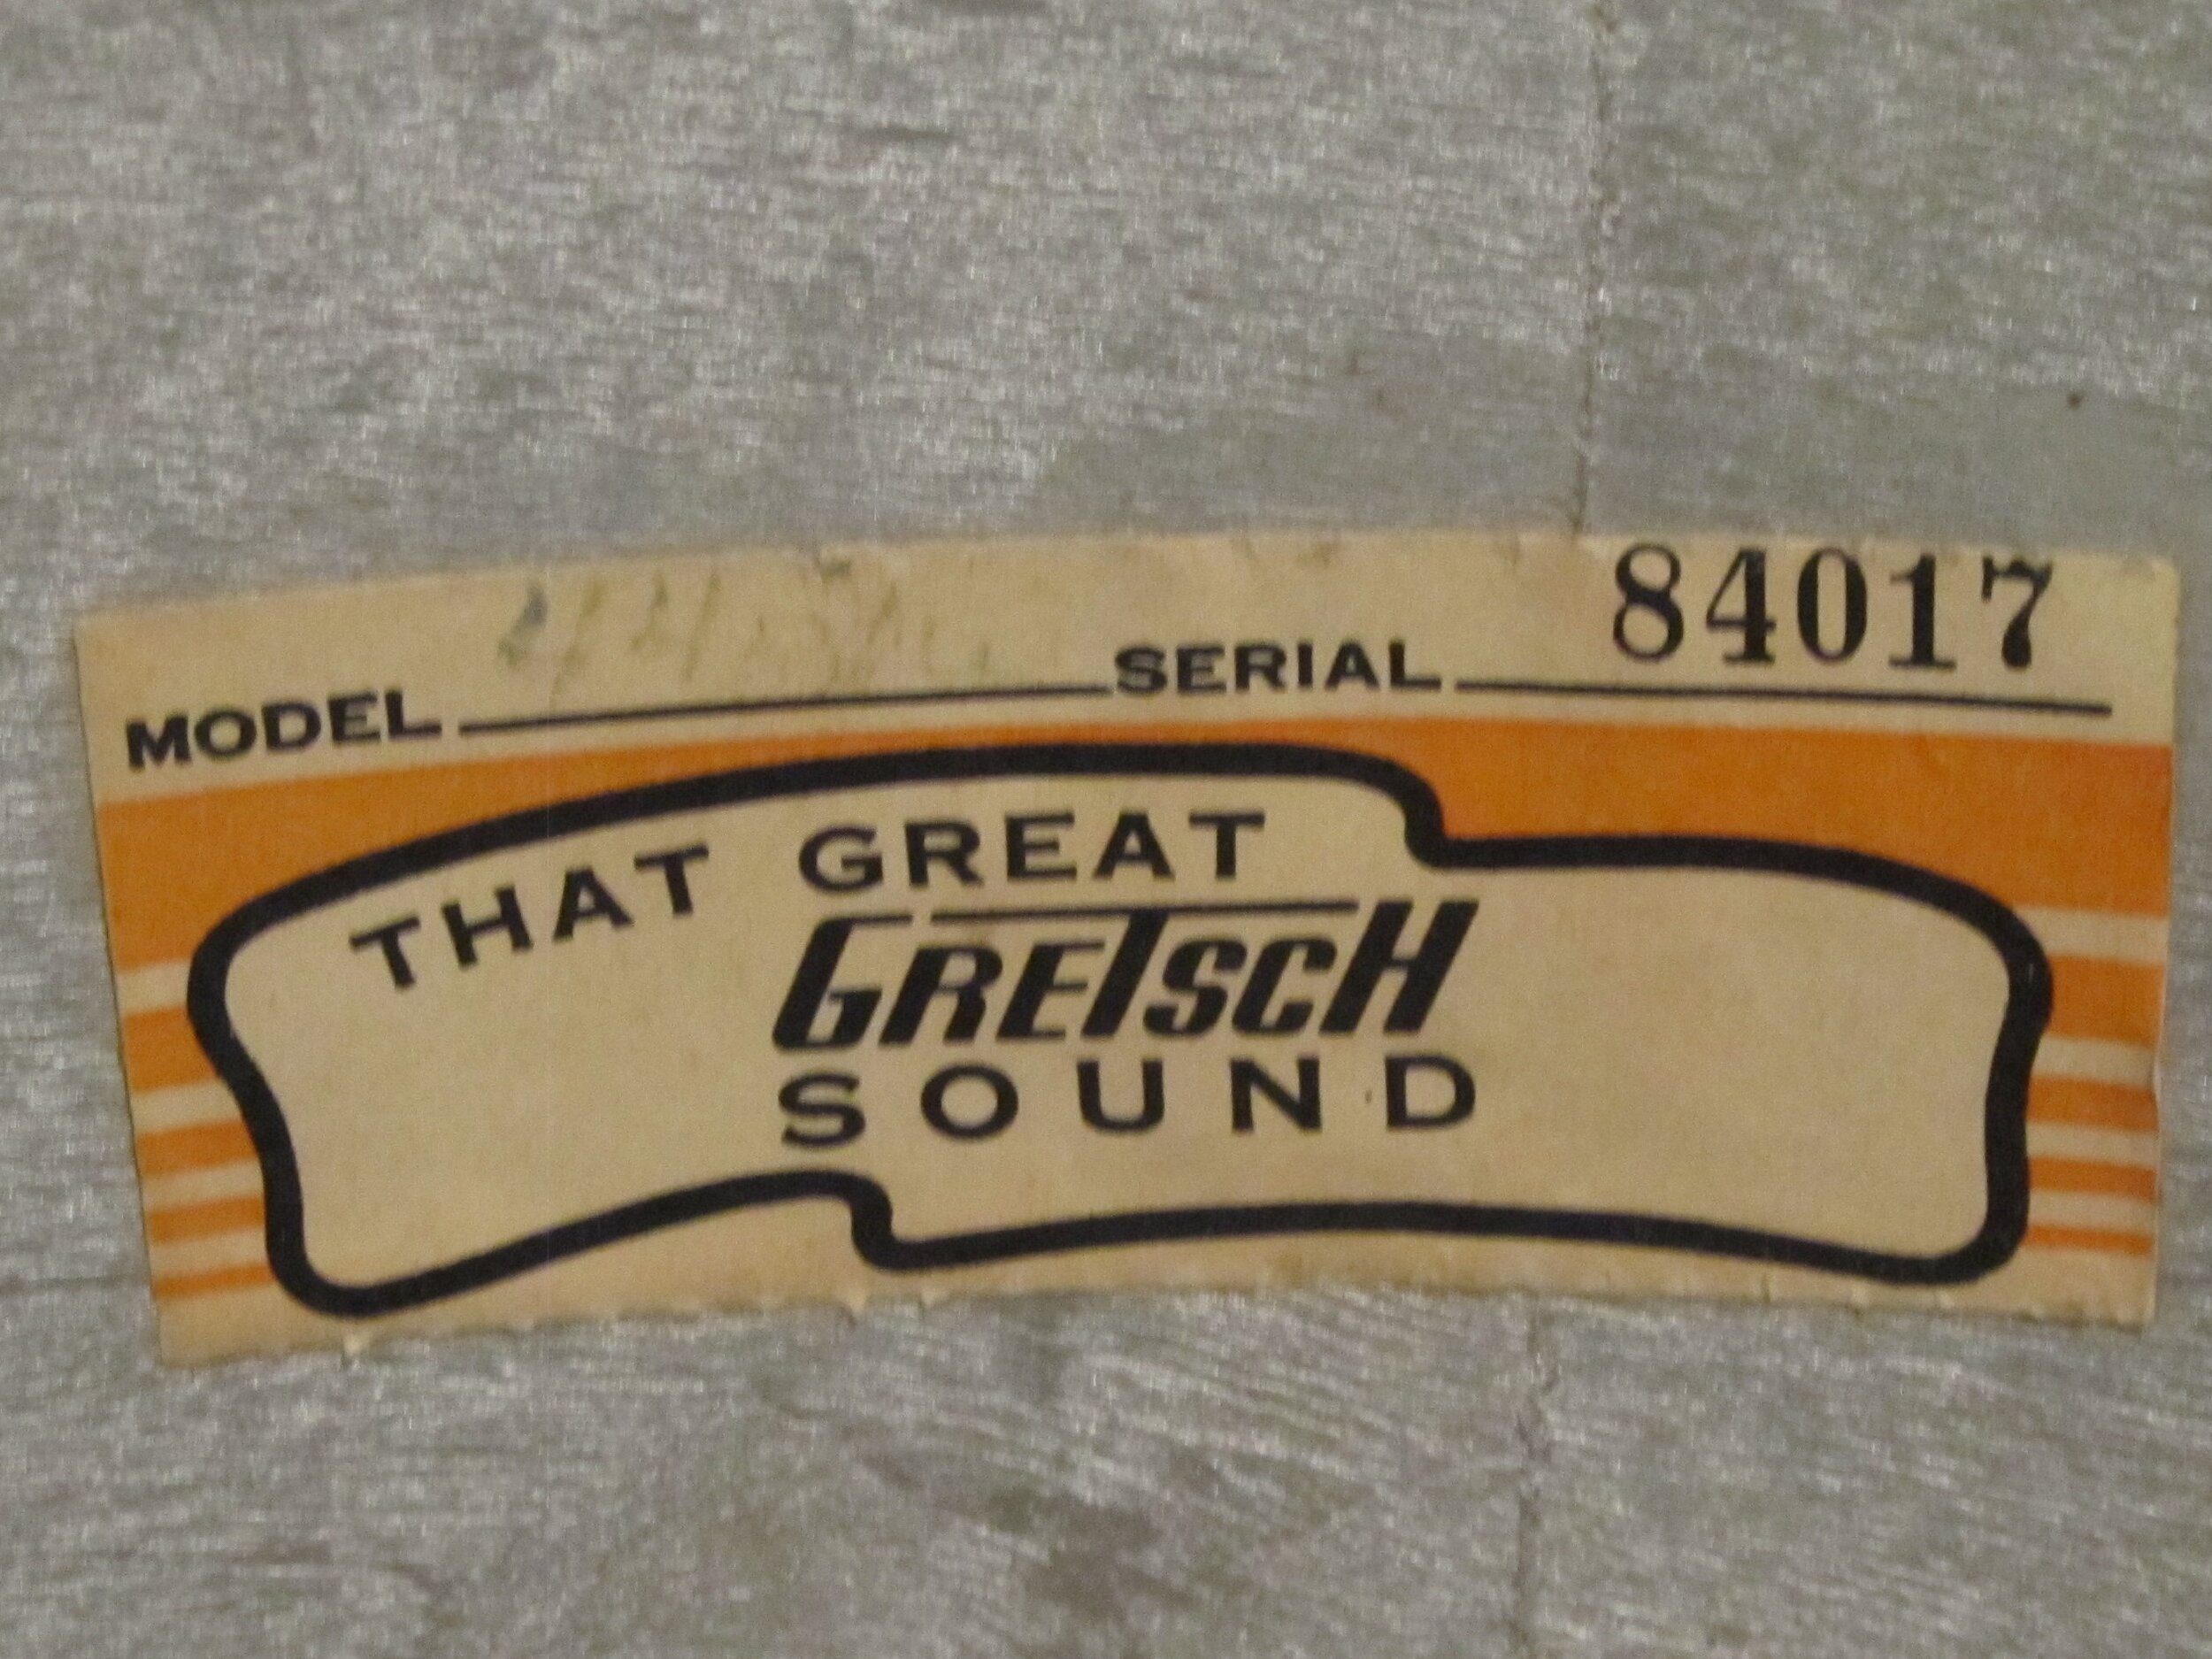 MODEL SERIAL 84017
THAT GREAT
GRETSCH
SOUND